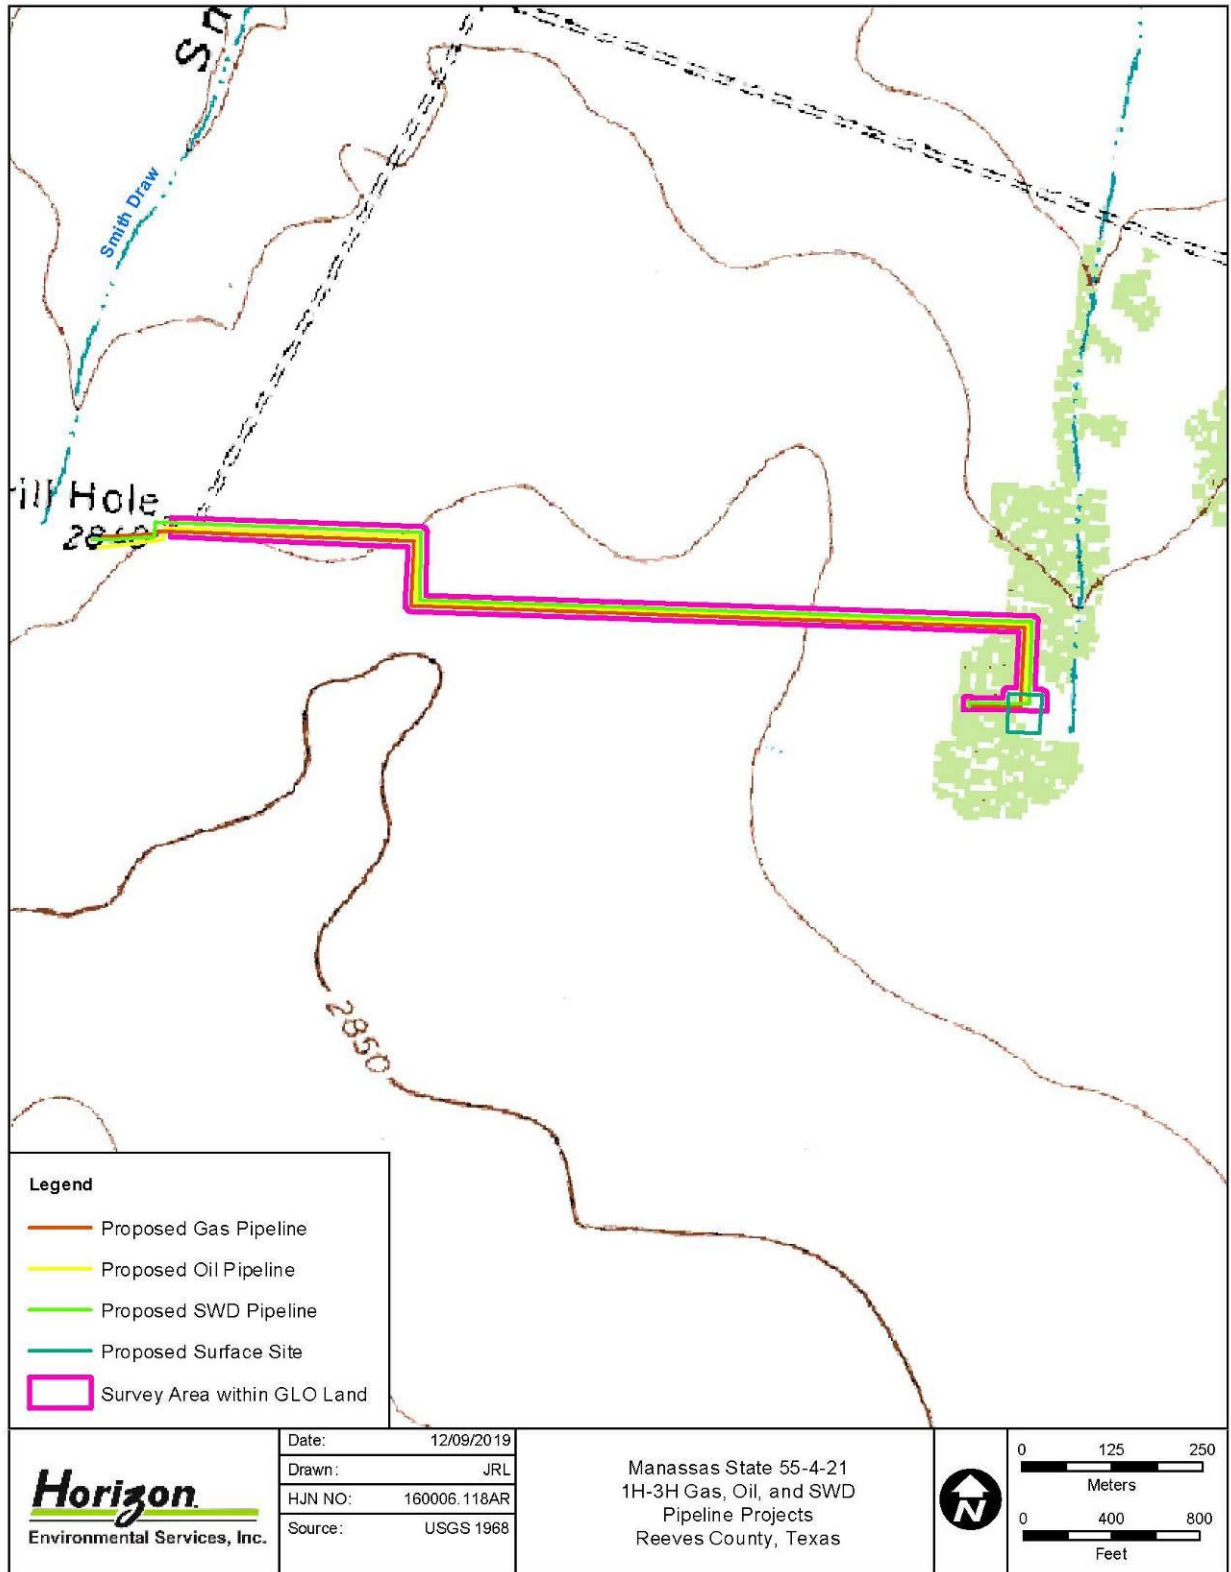 Sm
Smith Draw
rill Hole
2850
Legend
Proposed Gas Pipeline
Proposed Oil Pipeline
Proposed SWD Pipeline
Proposed Surface Site
Survey Area within GLO Land
Horizon
Environmental Services, Inc.
Date: 12/09/2019
Drawn: JRL
HJN NO: 160006.118AR
Source: USGS 1968
Manassas State 55-4-21
1H-3H Gas, Oil, and SWD
Pipeline Projects
Reeves County, Texas
N
0 125 250
Meters
0 400 800
Feet